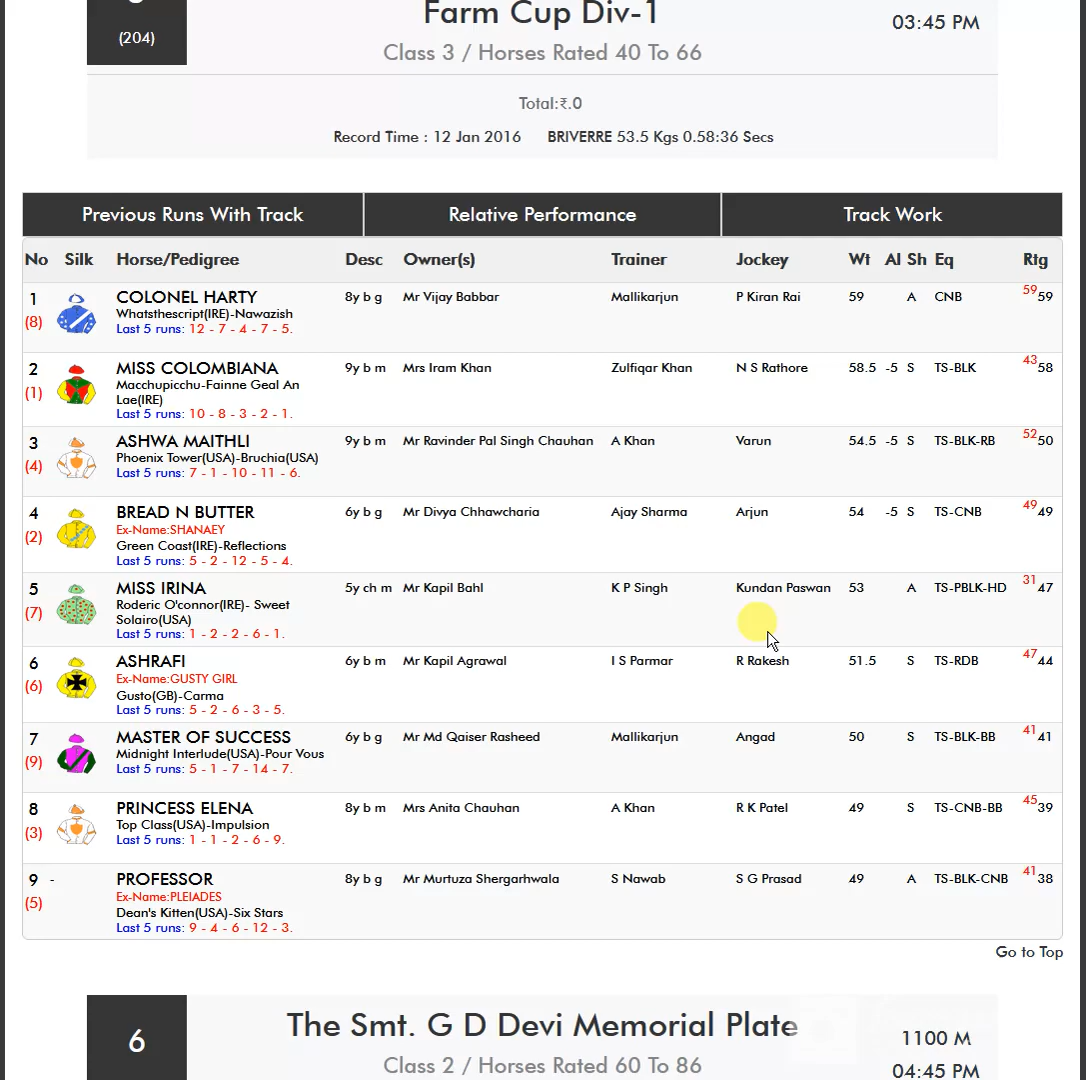 Farm Cup Div-1
(204)
03:45 PM
Class 3 / Horses Rated 40 To 66
Total:₹.0
Record Time : 12 Jan 2016 BRIVERRE 53.5 Kgs 0.58:36 Secs
Previous Runs With Track Relative Performance Track Work
No Silk Horse/Pedigree Desc Owner(s) Trainer Jockey Wt Al Sh Eq Rtg
1 COLONEL HARTY 8y b g Mr Vijay Babbar Mallikarjun P Kiran Rai 59 A CNB 59 59
(8) Whatsthescript(IRE)-Nawazish
Last 5 runs: 12 - 7 - 4 - 7 - 5.
2 MISS COLOMBIANA 9y b m Mrs Iram Khan Zulfiqar Khan N S Rathore 58.5 -5 S TS-BLK 43 58
(1) Macchupicchu-Fainne Geal An
Lae(IRE)
Last 5 runs: 10 - 8 - 3 - 2 - 1.
3 ASHWA MAITHLI 9y b m Mr Ravinder Pal Singh Chauhan A Khan Varun 54.5 -5 S TS-BLK-RB 52 50
(4) Phoenix Tower(USA)-Bruchia(USA)
Last 5 runs: 7 - 1 - 10 - 11 - 6.
4 BREAD N BUTTER 6y b g Mr Divya Chhawcharia Ajay Sharma Arjun 54 -5 S TS-CNB 49 49
(2) Ex-Name:SHANAEY
Green Coast(IRE)-Reflections
Last 5 runs: 5 - 2 - 12 - 5 - 4.
5 MISS IRINA 5y ch m Mr Kapil Bahl K P Singh Kundan Paswan 53 A TS-PBLK-HD 31 47
(7) Roderic O'connor(IRE)- Sweet
Solairo(USA)
Last 5 runs: 1 - 2 - 2 - 6 - 1.
6 ASHRAFI 6y b m Mr Kapil Agrawal I S Parmar R Rakesh 51.5 S TS-RDB 47 44
(6) Ex-Name:GUSTY GIRL
Gusto(GB)-Carma
Last 5 runs: 5 - 2 - 6 - 3 - 5.
7 MASTER OF SUCCESS 6y b g Mr Md Qaiser Rasheed Mallikarjun Angad 50 S TS-BLK-BB 41 41
(9) Midnight Interlude(USA)-Pour Vous
Last 5 runs: 5 - 1 - 7 - 14 - 7.
8 PRINCESS ELENA 8y b m Mrs Anita Chauhan A Khan R K Patel 49 S TS-CNB-BB 45 39
(3) Top Class(USA)-Impulsion
Last 5 runs: 1 - 1 - 2 - 6 - 9.
9 - PROFESSOR 8y b g Mr Murtuza Shergarhwala S Nawab S G Prasad 49 A TS-BLK-CNB 41 38
(5) Ex-Name:PLEIADES
Dean's Kitten(USA)-Six Stars
Last 5 runs: 9 - 4 - 6 - 12 - 3.
Go to Top
6 The Smt. G D Devi Memorial Plate 1100 M
Class 2 / Horses Rated 60 To 86 04:45 PM